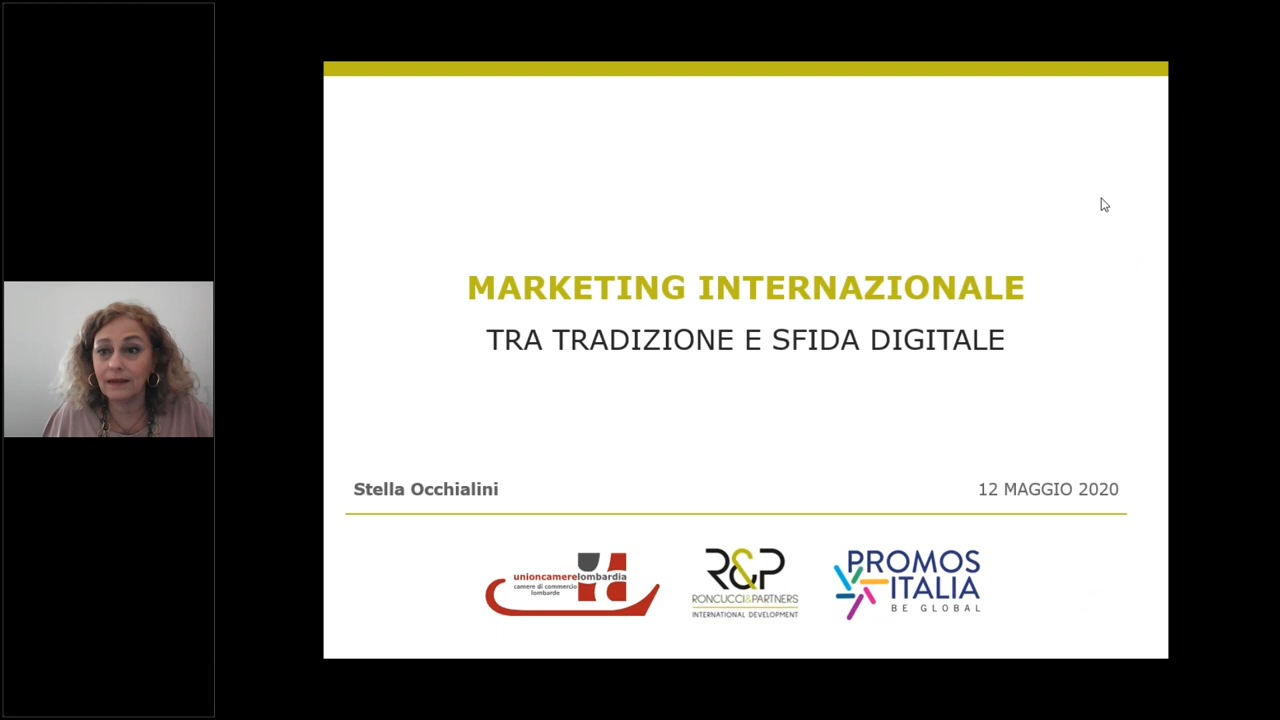 MARKETING INTERNAZIONALE
TRA TRADIZIONE E SFIDA DIGITALE
Stella Occhialini
12 MAGGIO 2020
unioncamerelombardia
camere di commercio
lombarde
R&P
RONCUCCI&PARTNERS
INTERNATIONAL DEVELOPMENT
PROMOS
ITALIA
BE GLOBAL